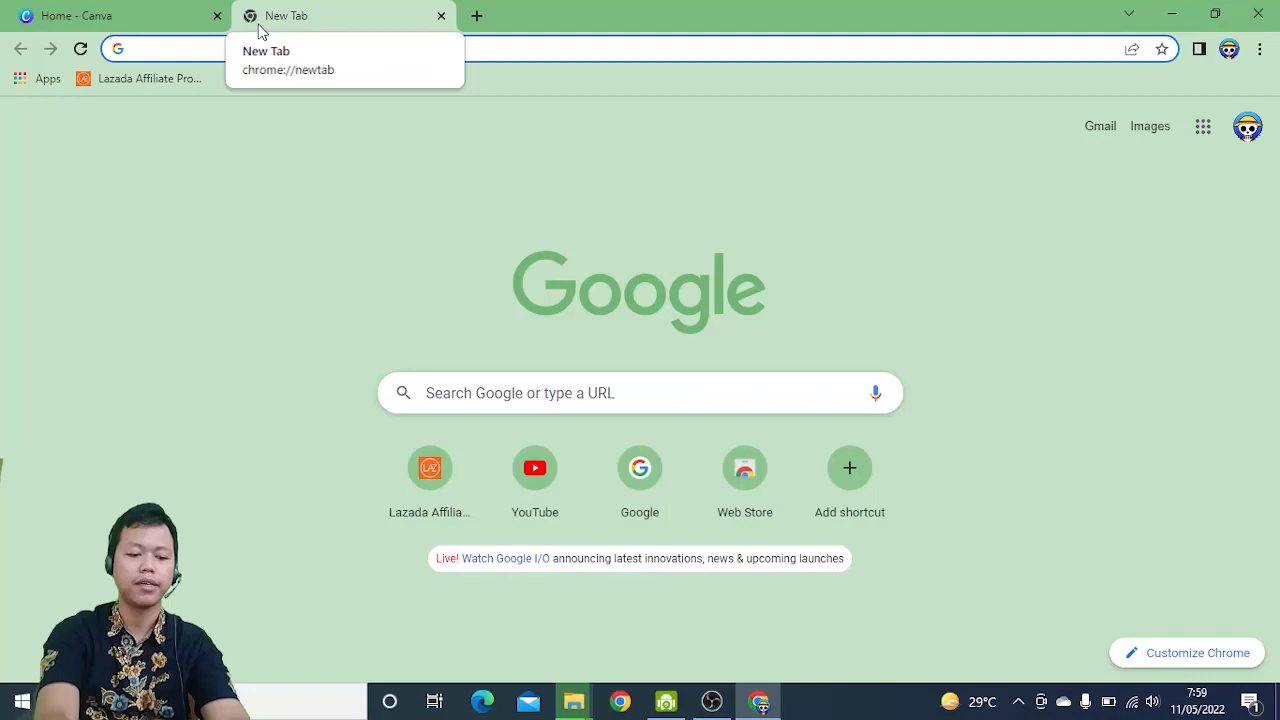 Home - Canva
New Tab
New Tab
chrome://newtab
Apps
Lazada Affiliate Pro...
Gmail
Images
Google
Search Google or type a URL
Lazada Affilia...
YouTube
Google
Web Store
Add shortcut
Live! Watch Google I/O announcing latest innovations, news & upcoming launches
Customize Chrome
29°C
7:59
11/05/2022
1